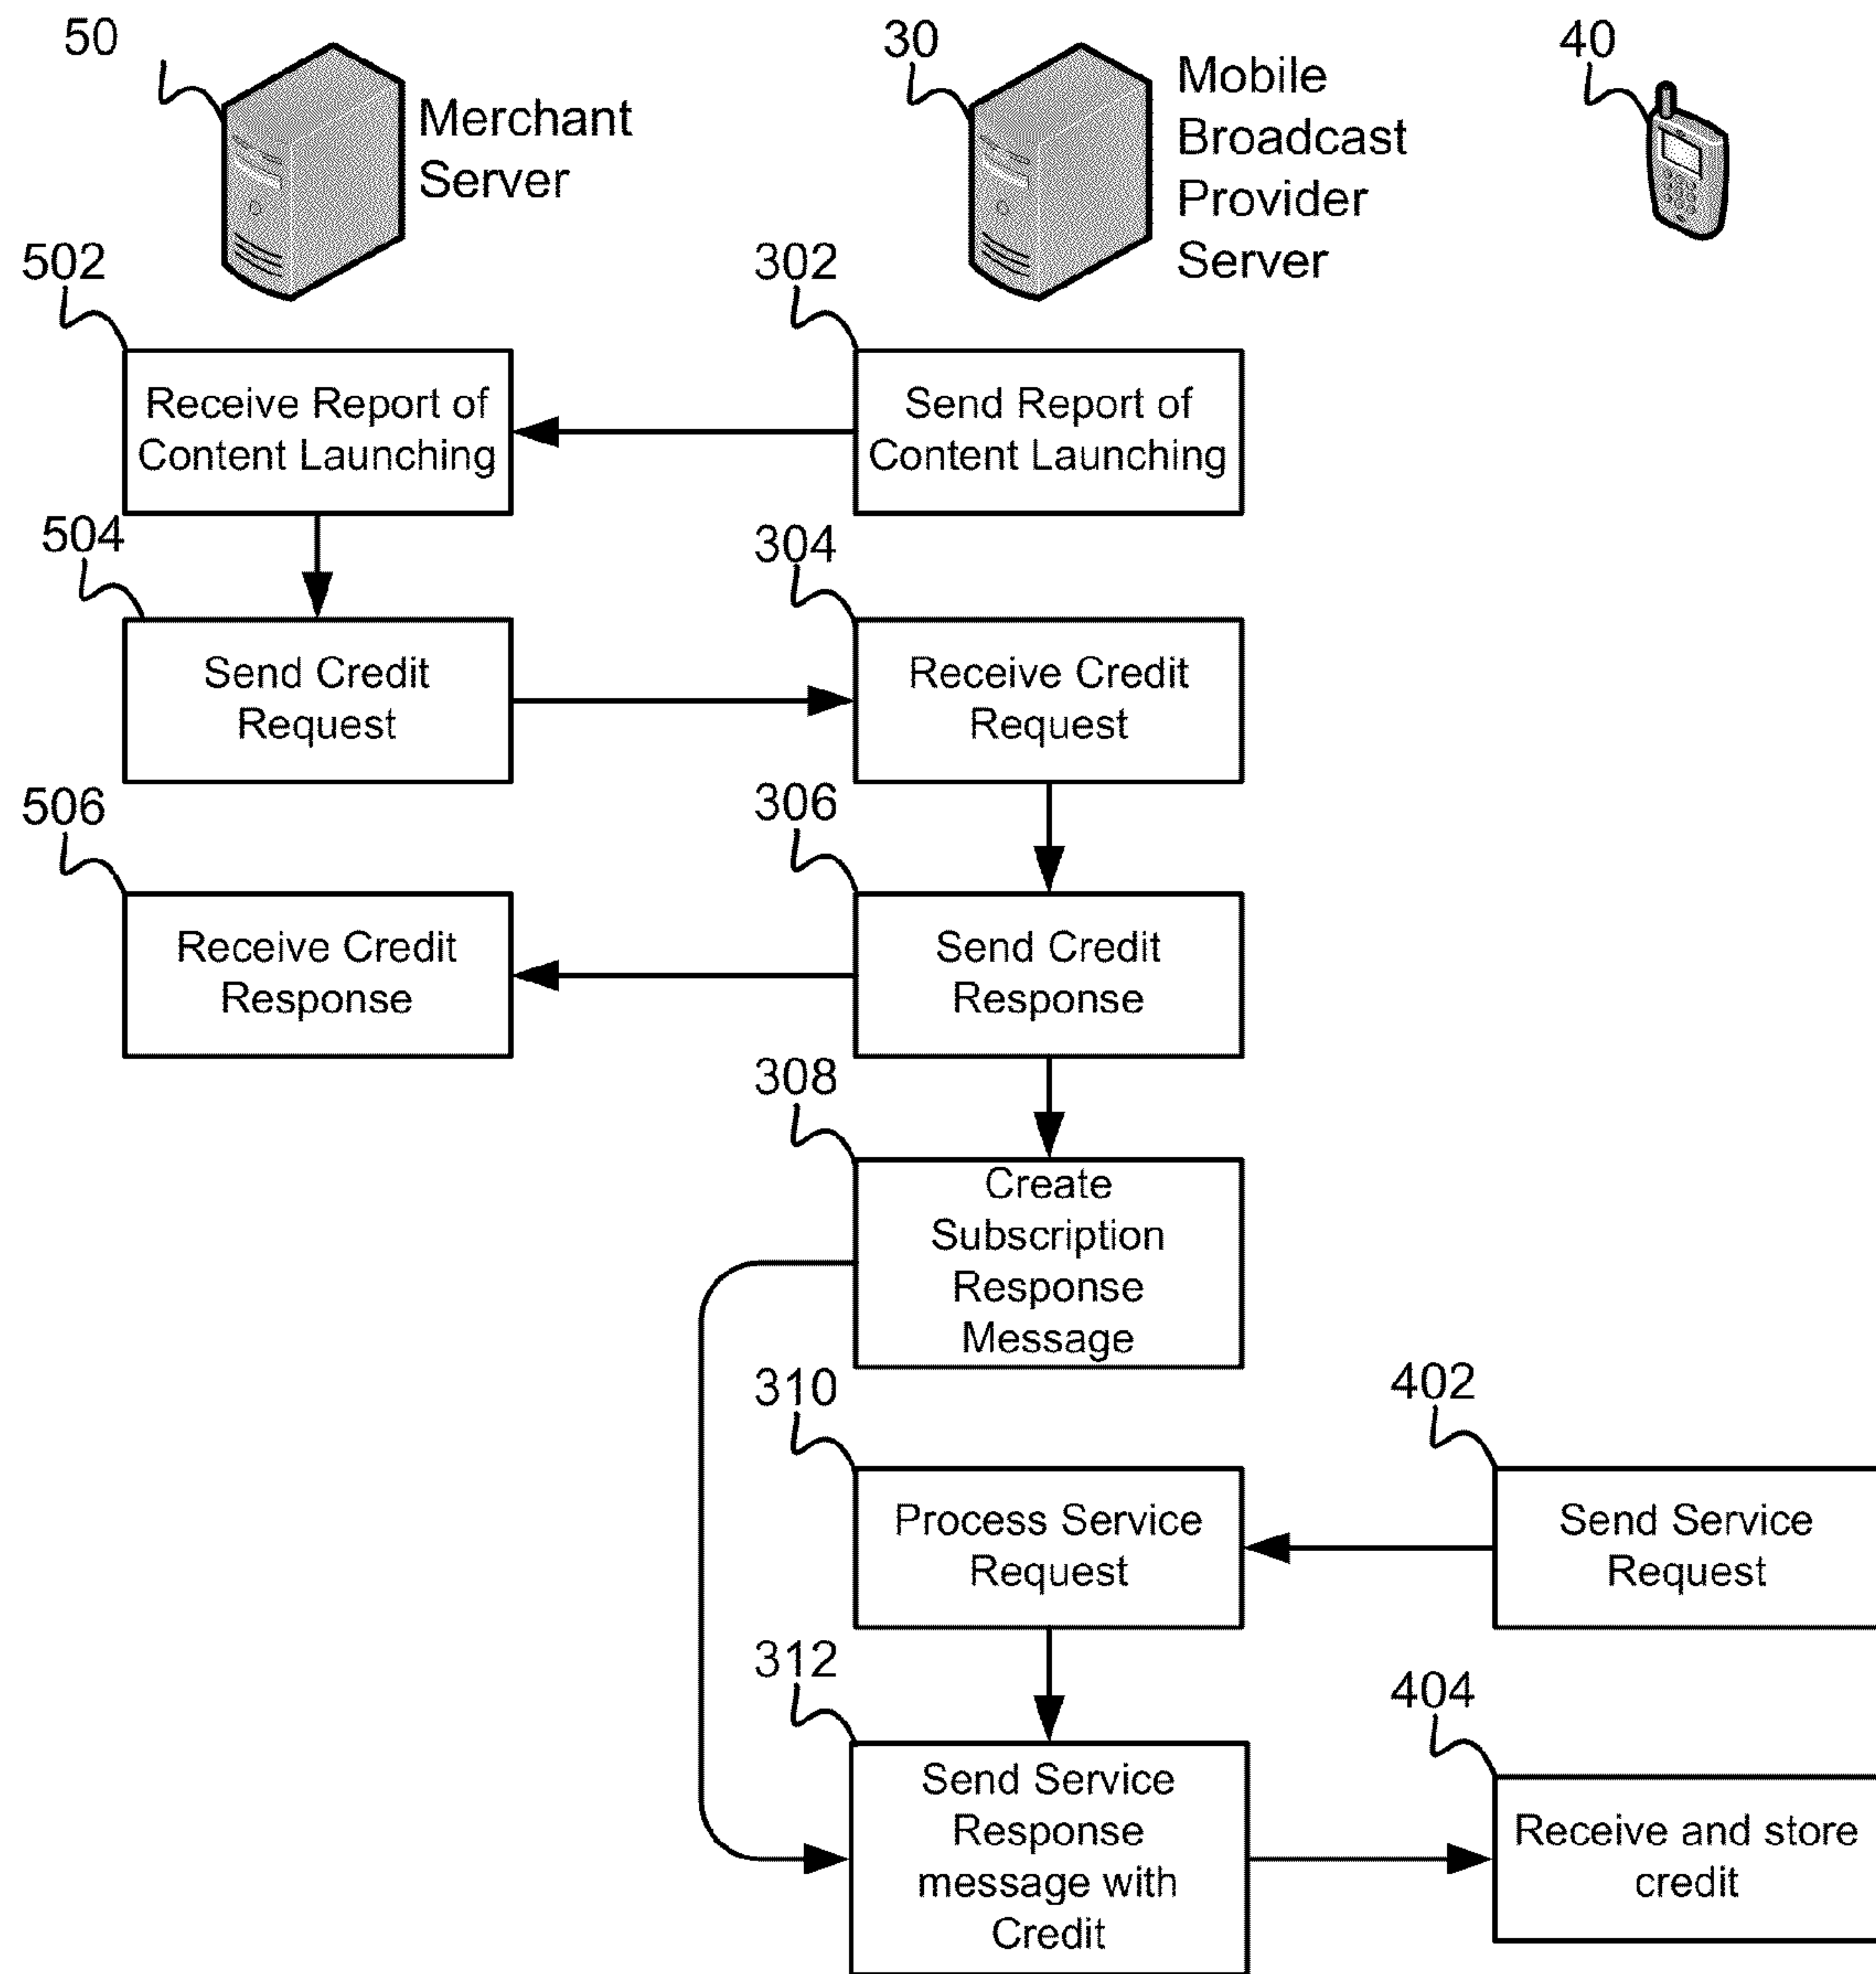 50
Merchant
Server
30
Mobile
Broadcast
Provider
Server
40
502
Receive Report of
Content Launching
302
Send Report of
Content Launching
504
Send Credit
Request
304
Receive Credit
Request
506
Receive Credit
Response
306
Send Credit
Response
308
Create
Subscription
Response
Message
310
Process Service
Request
402
Send Service
Request
312
Send Service
Response
message with
Credit
404
Receive and store
credit